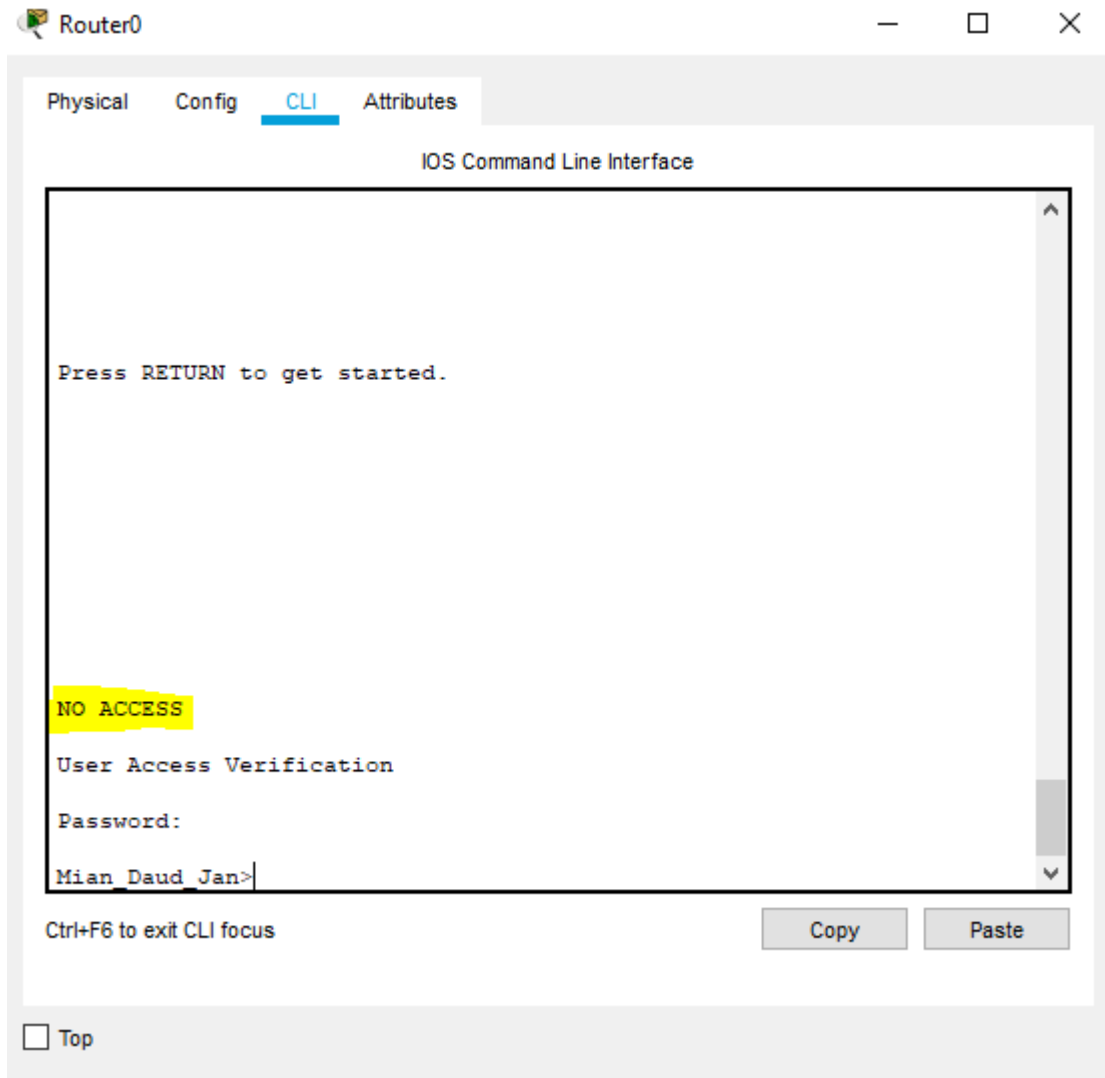 Router0
Physical Config CLI Attributes
IOS Command Line Interface
Press RETURN to get started.
NO ACCESS
User Access Verification
Password:
Mian_Daud_Jan>
Ctrl+F6 to exit CLI focus
Copy Paste
Top